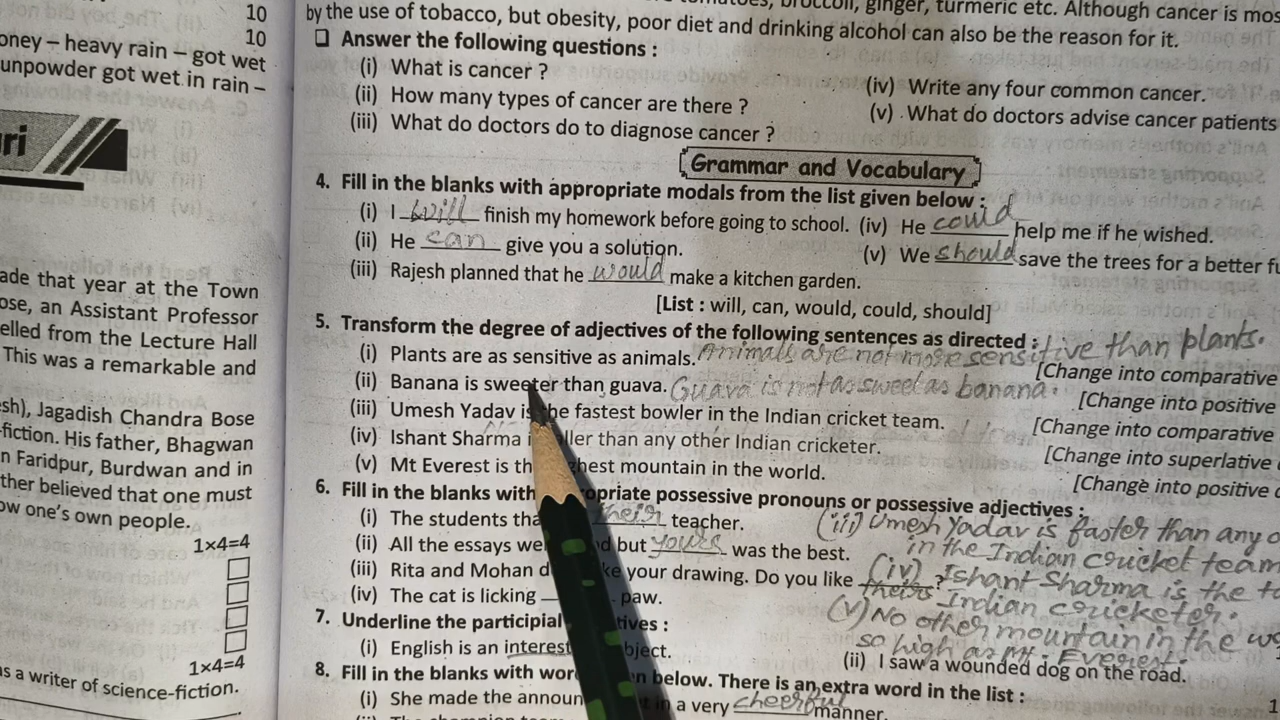 10
10
oney – heavy rain – got wet
unpowder got wet in rain –
ri
ade that year at the Town
ose, an Assistant Professor
elled from the Lecture Hall
This was a remarkable and
esh), Jagadish Chandra Bose
-fiction. His father, Bhagwan
n Faridpur, Burdwan and in
ther believed that one must
ow one's own people.
1x4=4
1x4=4
as a writer of science-fiction.
broccoli, ginger, turmeric etc. Although cancer is mos
by the use of tobacco, but obesity, poor diet and drinking alcohol can also be the reason for it.
❑ Answer the following questions :
(i) What is cancer ?
(ii) How many types of cancer are there ?
(iii) What do doctors do to diagnose cancer ?
(iv) Write any four common cancer.
(v) What do doctors advise cancer patients
Grammar and Vocabulary
4. Fill in the blanks with appropriate modals from the list given below :
(i) I will finish my homework before going to school. (iv) He could help me if he wished.
(ii) He can give you a solution. (v) We should save the trees for a better fu
(iii) Rajesh planned that he would make a kitchen garden.
[List : will, can, would, could, should]
5. Transform the degree of adjectives of the following sentences as directed :
(i) Plants are as sensitive as animals. Animals are not more sensitive than plants. [Change into comparative
(ii) Banana is sweeter than guava. Guava is not as sweet as banana. [Change into positive
(iii) Umesh Yadav is the fastest bowler in the Indian cricket team. [Change into comparative
(iv) Ishant Sharma i ller than any other Indian cricketer. [Change into superlative
(v) Mt Everest is th hest mountain in the world. [Change into positive
6. Fill in the blanks with opriate possessive pronouns or possessive adjectives :
(i) The students tha their teacher.
(ii) All the essays we d but yours was the best.
(iii) Rita and Mohan d ke your drawing. Do you like theirs ?
(iv) The cat is licking paw.
(iii) Umesh Yadav is faster than any o
in the Indian cricket team
(iv) Ishant Sharma is the ta
Indian cricketer.
(v) No other mountain in the wo
so high as Mt. Everest.
7. Underline the participial tives :
(i) English is an interest bject. (ii) I saw a wounded dog on the road.
8. Fill in the blanks with wor n below. There is an extra word in the list :
(i) She made the announ t in a very cheerful manner.